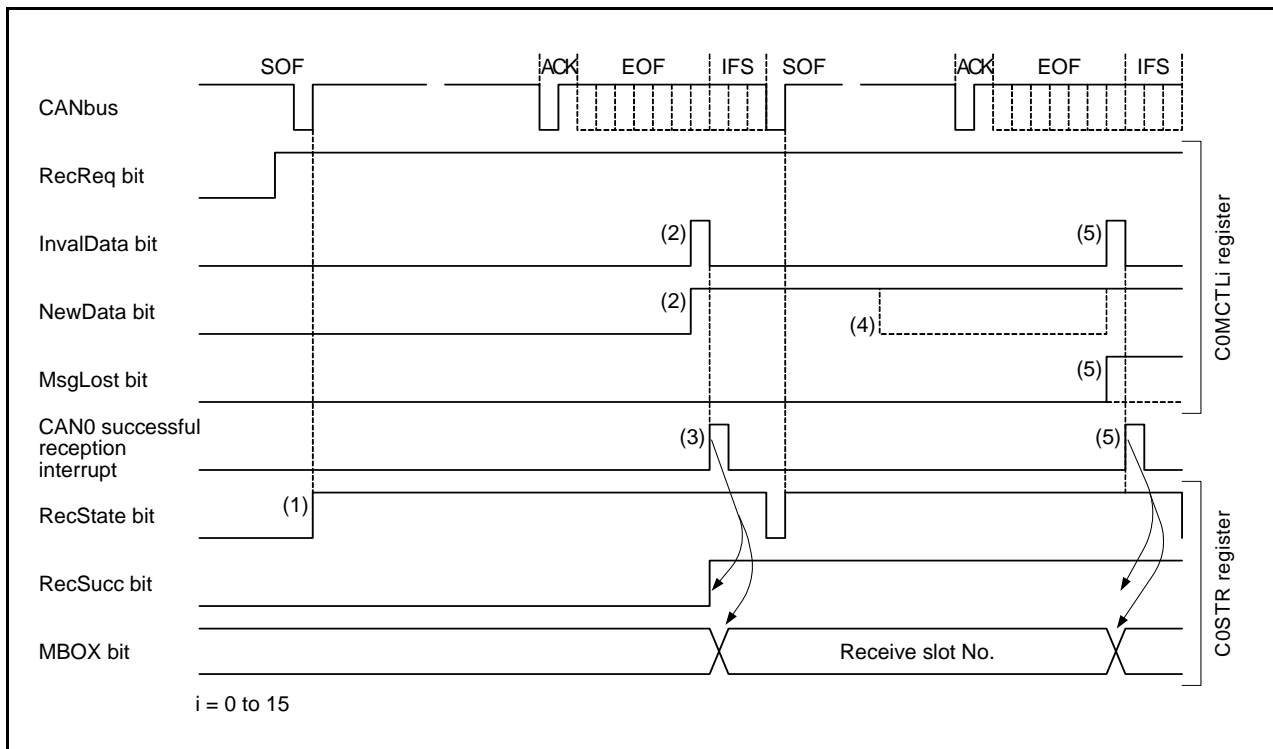 SOF ACK EOF IFS SOF ACK EOF IFS
CANbus
RecReq bit
InvalData bit (2) (5)
NewData bit (2) (4)
MsgLost bit (5)
C0MCTLi register
CAN0 successful
reception
interrupt
(3) (5)
RecState bit (1)
RecSucc bit
MBOX bit Receive slot No.
C0STR register
i = 0 to 15